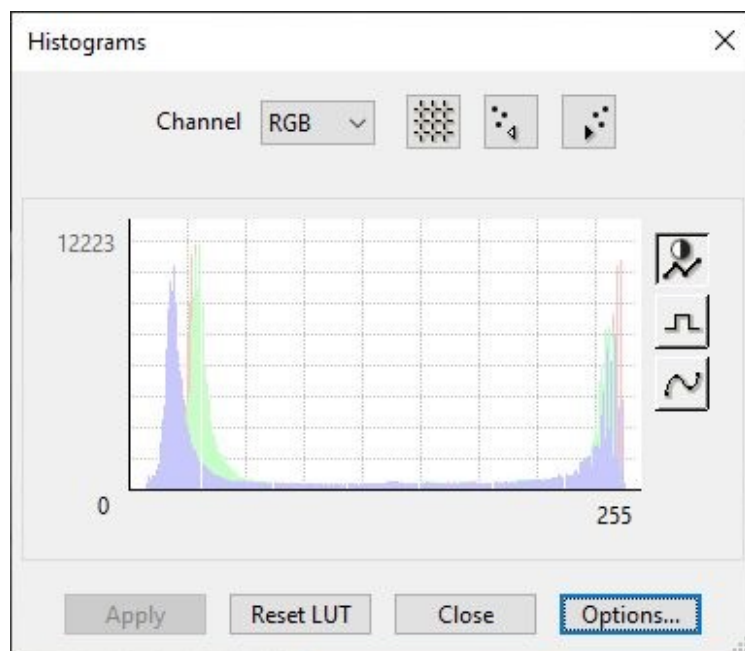 Histograms
Channel RGB
12223
0
255
Apply Reset LUT Close Options...